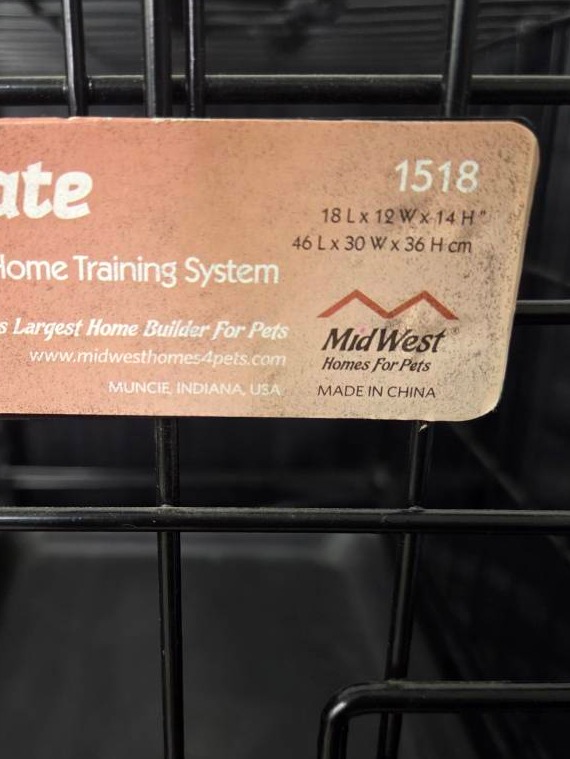 ate
1518
18 L x 12 W x 14 H "
46 L x 30 W x 36 H cm
Home Training System
s Largest Home Builder For Pets
www.midwesthomes4pets.com
MUNCIE, INDIANA, USA
MidWest
Homes For Pets
MADE IN CHINA